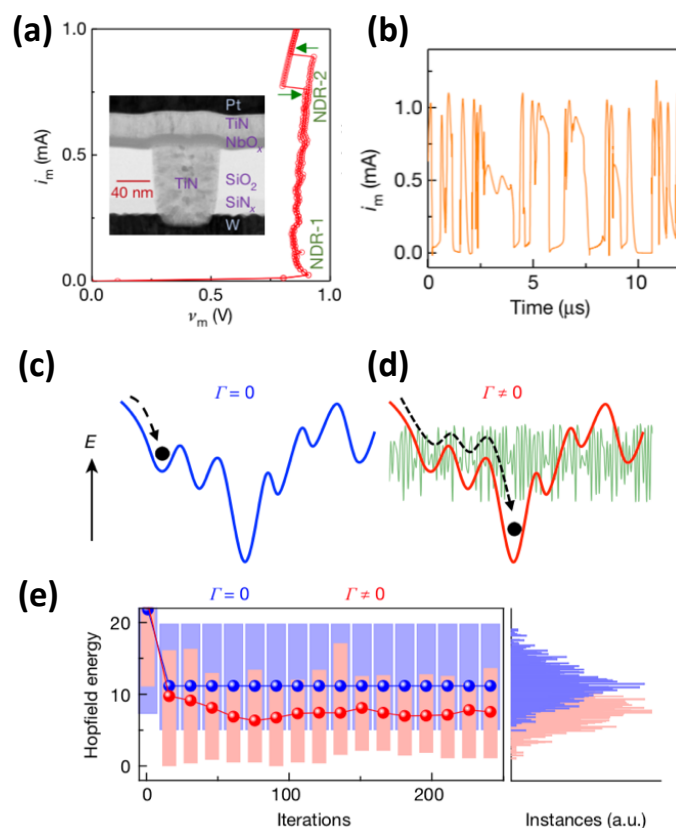 (a)
i_m (mA)
1.0
0.5
0.0
0.0
0.5
1.0
ν_m (V)
Pt
TiN
NbO_x
TiN
40 nm
SiO_2
SiN_x
W
NDR-1
NDR-2
(b)
i_m (mA)
1.0
0.5
0
0
5
10
Time (μs)
(c)
Γ = 0
E
(d)
Γ ≠ 0
(e)
Γ = 0
Γ ≠ 0
Hopfield energy
20
10
0
0
100
200
Iterations
Instances (a.u.)